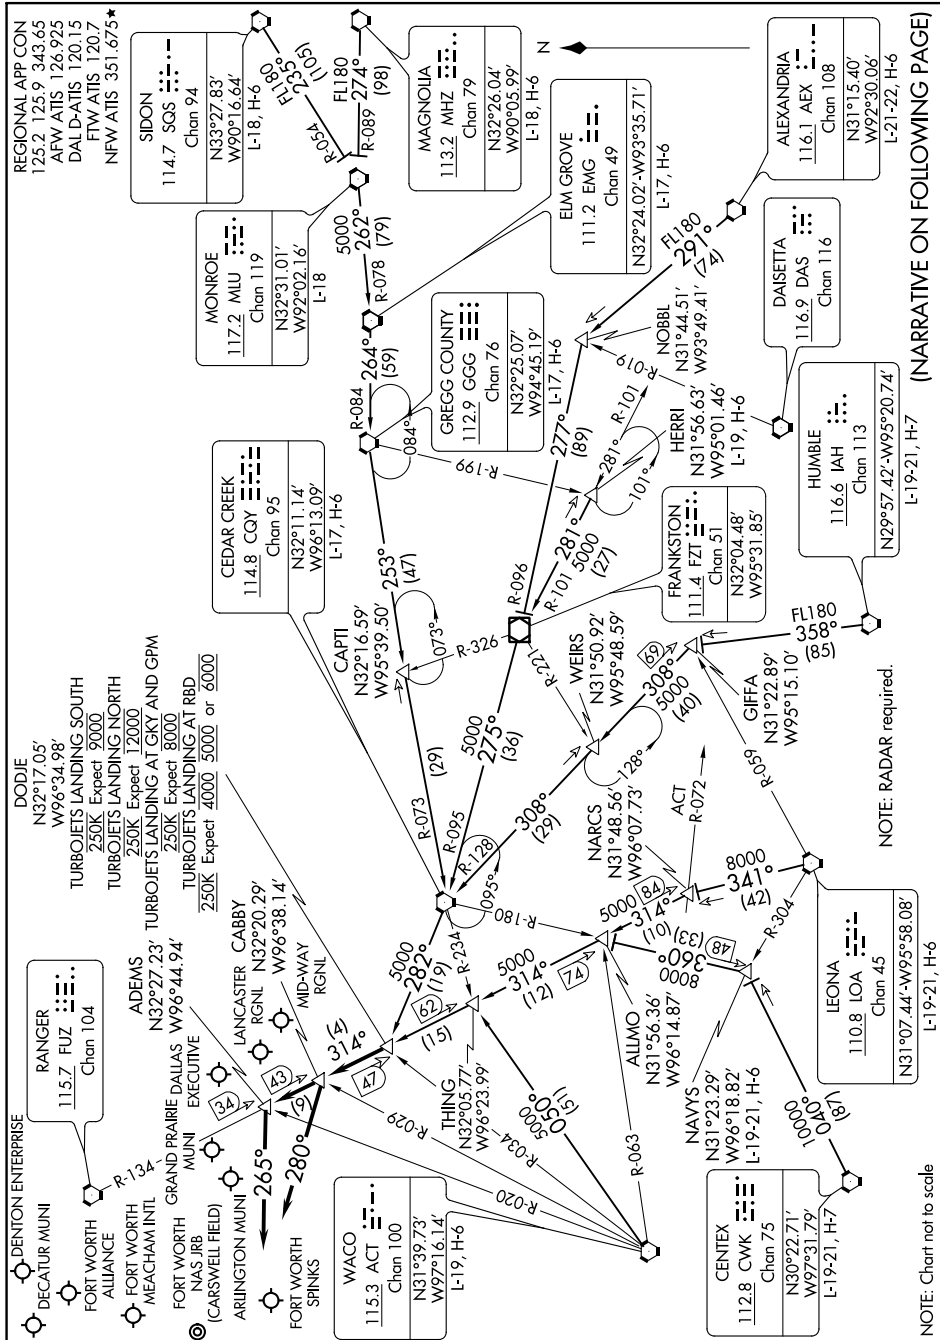 REGIONAL APP CON
125.2 125.9 343.65
AFW ATIS 126.925
DAL D-ATIS 120.15
FTW ATIS 120.7
NFW ATIS 351.675★
SIDON
114.7 SQS
Chan 94
N33°27.83′
W90°16.64′
L-18, H-6
FL180
235°
(105)
R-054
FL180
274°
(98)
R-089
MAGNOLIA
113.2 MHZ
Chan 79
N32°26.04′
W90°05.99′
L-18, H-6
N
MONROE
117.2 MLU
Chan 119
N32°31.01′
W92°02.16′
L-18
5000
262°
(79)
R-078
ELM GROVE
111.2 EMG
Chan 49
N32°24.02′-W93°35.71′
L-17, H-6
ALEXANDRIA
116.1 AEX
Chan 108
N31°15.40′
W92°30.06′
L-21-22, H-6
FL180
291°
(74)
R-084
264°
(59)
GREGG COUNTY
112.9 GGG
Chan 76
N32°25.07′
W94°45.19′
L-17, H-6
084°
R-199
NOBBL
N31°44.51′
W93°49.41′
R-019
277°
(89)
R-096
DAISETTA
116.9 DAS
Chan 116
HERRI
N31°56.63′
W95°01.46′
L-19, H-6
R-101
281°
101°
281°
5000
(27)
R-101
CEDAR CREEK
114.8 CQY
Chan 95
N32°11.14′
W96°13.09′
L-17, H-6
253°
(47)
CAPTI
N32°16.59′
W95°39.50′
073°
R-326
(29)
R-073
FRANKSTON
111.4 FZT
Chan 51
N32°04.48′
W95°31.85′
HUMBLE
116.6 IAH
Chan 113
N29°57.42′-W95°20.74′
L-19-21, H-7
FL180
358°
(85)
5000
275°
(36)
R-095
R-221
WEIRS
N31°50.92′
W95°48.59′
69
308°
5000
(40)
GIFFA
N31°22.89′
W95°15.10′
128°
308°
(29)
R-128
095°
R-180
R-234
DODJE
N32°17.05′
W96°34.98′
TURBOJETS LANDING SOUTH
250K Expect 9000
TURBOJETS LANDING NORTH
250K Expect 12000
TURBOJETS LANDING AT GKY AND GPM
250K Expect 8000
TURBOJETS LANDING AT RBD
250K Expect 4000 5000 or 6000
NARCS
N31°48.56′
W96°07.73′
ACT
R-072
R-059
NOTE: RADAR required.
5000
314°
(10)
84
8000
341°
(42)
R-304
LEONA
110.8 LOA
Chan 45
N31°07.44′-W95°58.08′
L-19-21, H-6
(33)
360°
8000
48
5000
314°
(12)
74
ALLMO
N31°56.36′
W96°14.87′
NAVYS
N31°23.29′
W96°18.82′
L-19-21, H-6
10000
040°
(87)
CENTEX
112.8 CWK
Chan 75
N30°22.71′
W97°31.79′
L-19-21, H-7
5000
282°
(19)
62
(15)
THING
N32°05.77′
W96°23.99′
5000
050°
(51)
R-063
R-034
R-029
R-020
WACO
115.3 ACT
Chan 100
N31°39.73′
W97°16.14′
L-19, H-6
RANGER
115.7 FUZ
Chan 104
R-134
ADEMS
N32°27.23′
W96°44.94′
CABBY
N32°20.29′
W96°38.14′
LANCASTER
RGNL
MID-WAY
RGNL
DALLAS
EXECUTIVE
GRAND PRAIRIE
MUNI
34
43
(9)
47
(4)
314°
265°
280°
DENTON ENTERPRISE
DECATUR MUNI
FORT WORTH
ALLIANCE
FORT WORTH
MEACHAM INTL
FORT WORTH
NAS JRB
(CARSWELL FIELD)
ARLINGTON MUNI
FORT WORTH
SPINKS
NOTE: Chart not to scale
(NARRATIVE ON FOLLOWING PAGE)